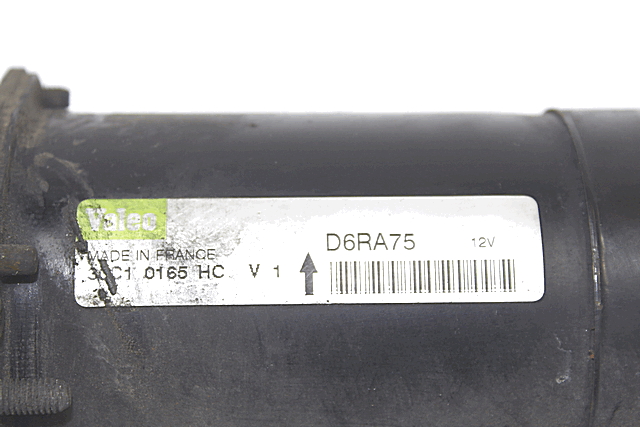 Valeo
MADE IN FRANCE
0165 HC V 1
D6RA75
12V